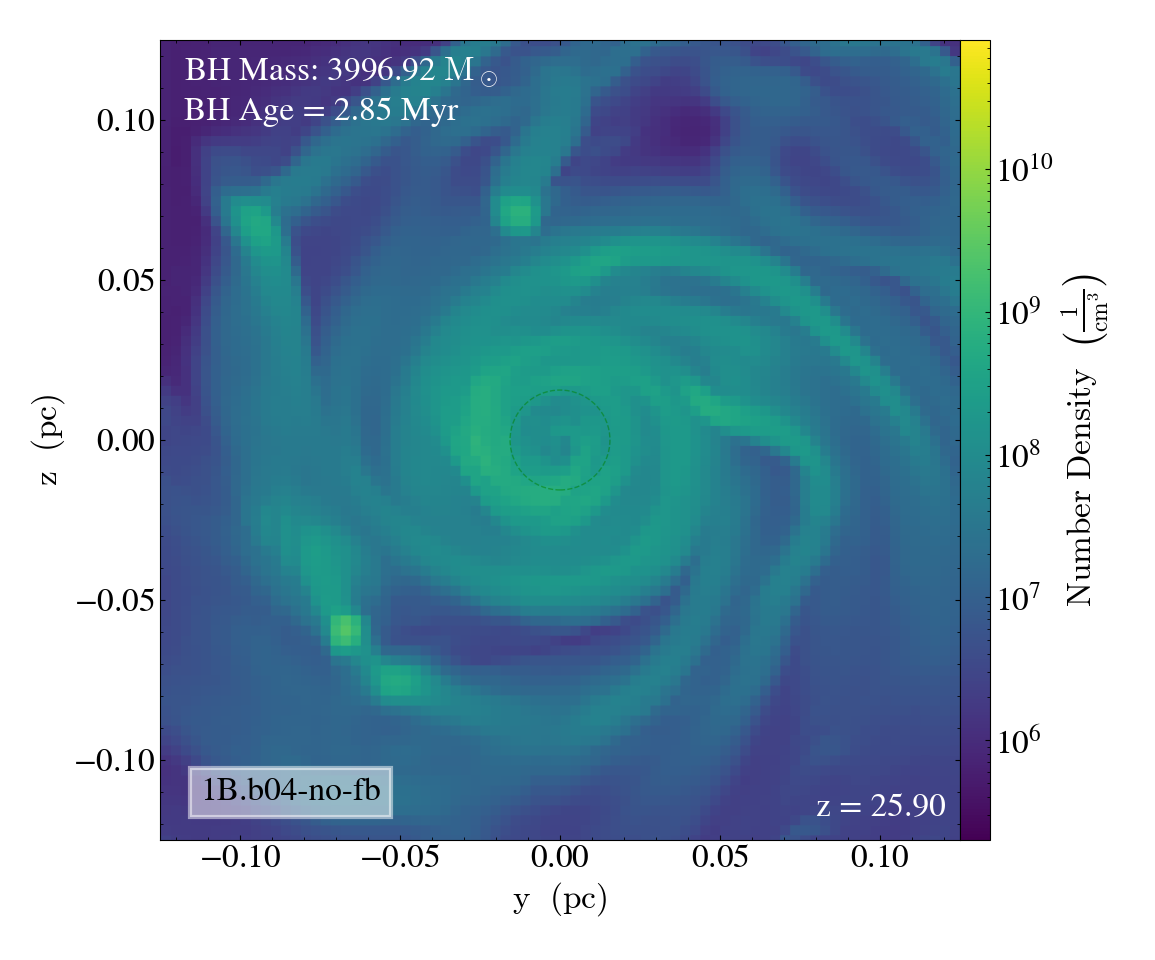 BH Mass: 3996.92 M⊙
BH Age = 2.85 Myr
0.10
0.05
0.00
−0.05
−0.10
z (pc)
1B.b04-no-fb
z = 25.90
−0.10 −0.05 0.00 0.05 0.10
y (pc)
10¹⁰
10⁹
10⁸
10⁷
10⁶
Number Density (1/cm³)